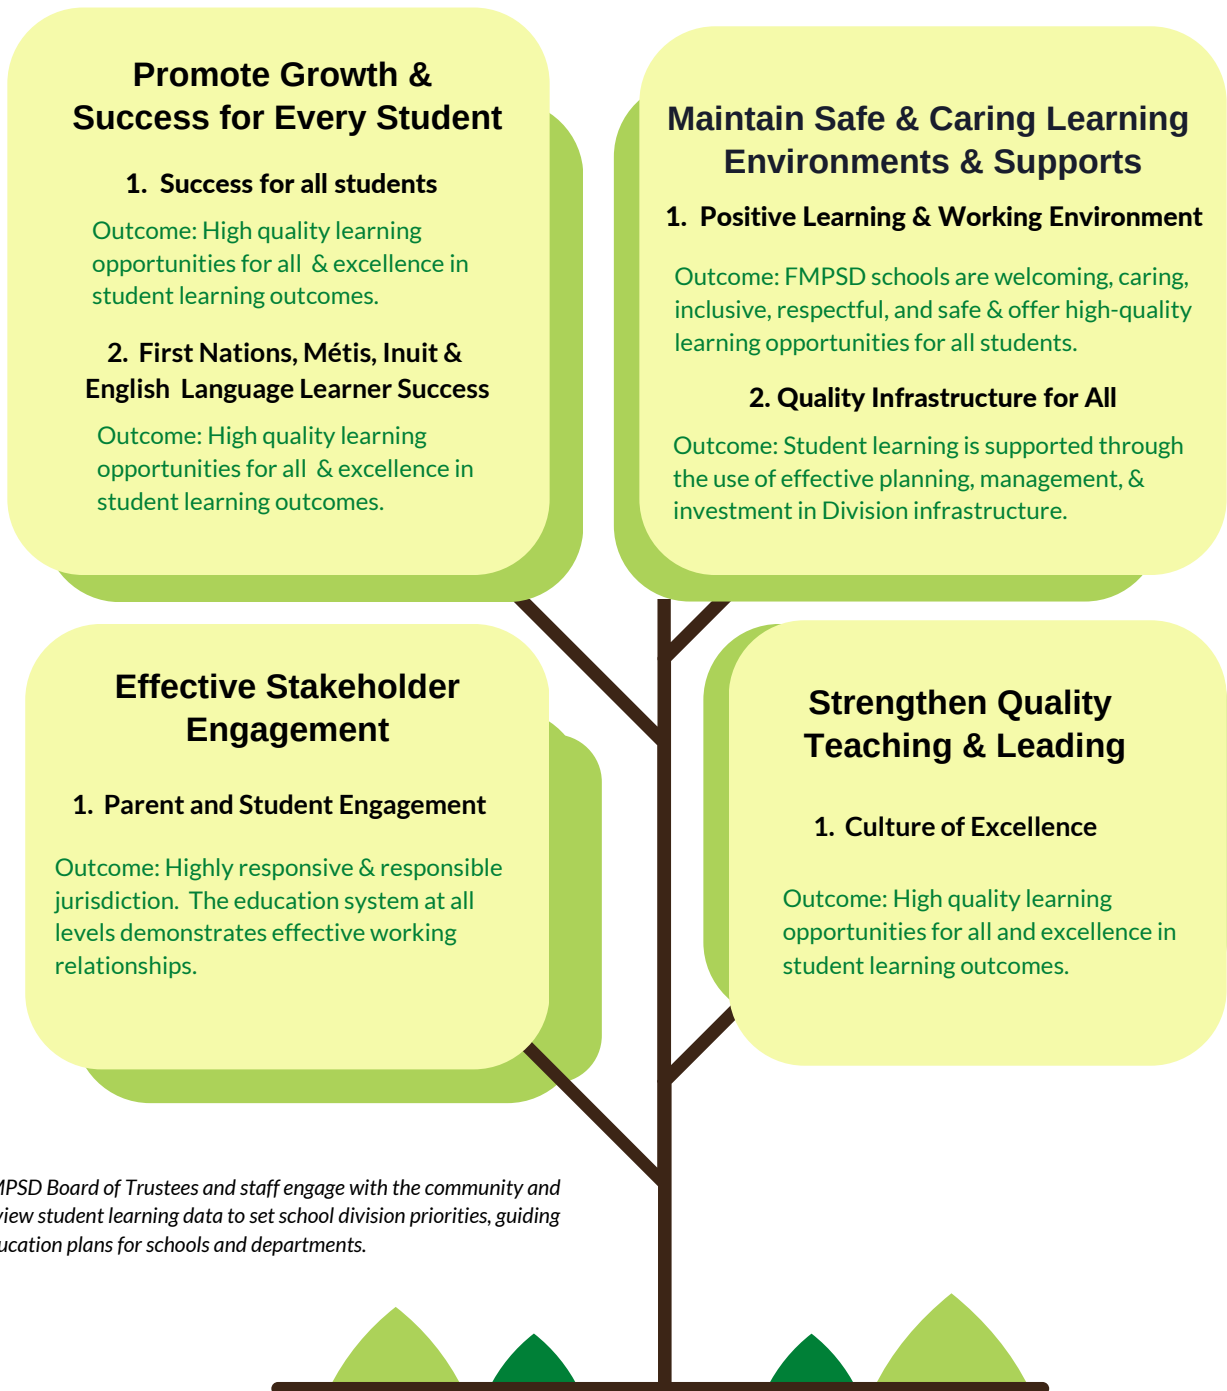 Promote Growth &
Success for Every Student
1. Success for all students
Outcome: High quality learning
opportunities for all & excellence in
student learning outcomes.
2. First Nations, Métis, Inuit &
English Language Learner Success
Outcome: High quality learning
opportunities for all & excellence in
student learning outcomes.
Maintain Safe & Caring Learning
Environments & Supports
1. Positive Learning & Working Environment
Outcome: FMPSD schools are welcoming, caring,
inclusive, respectful, and safe & offer high-quality
learning opportunities for all students.
2. Quality Infrastructure for All
Outcome: Student learning is supported through
the use of effective planning, management, &
investment in Division infrastructure.
Effective Stakeholder
Engagement
1. Parent and Student Engagement
Outcome: Highly responsive & responsible
jurisdiction. The education system at all
levels demonstrates effective working
relationships.
Strengthen Quality
Teaching & Leading
1. Culture of Excellence
Outcome: High quality learning
opportunities for all and excellence in
student learning outcomes.
Board of Trustees and staff engage with the community and
student learning data to set school division priorities, guiding
plans for schools and departments.